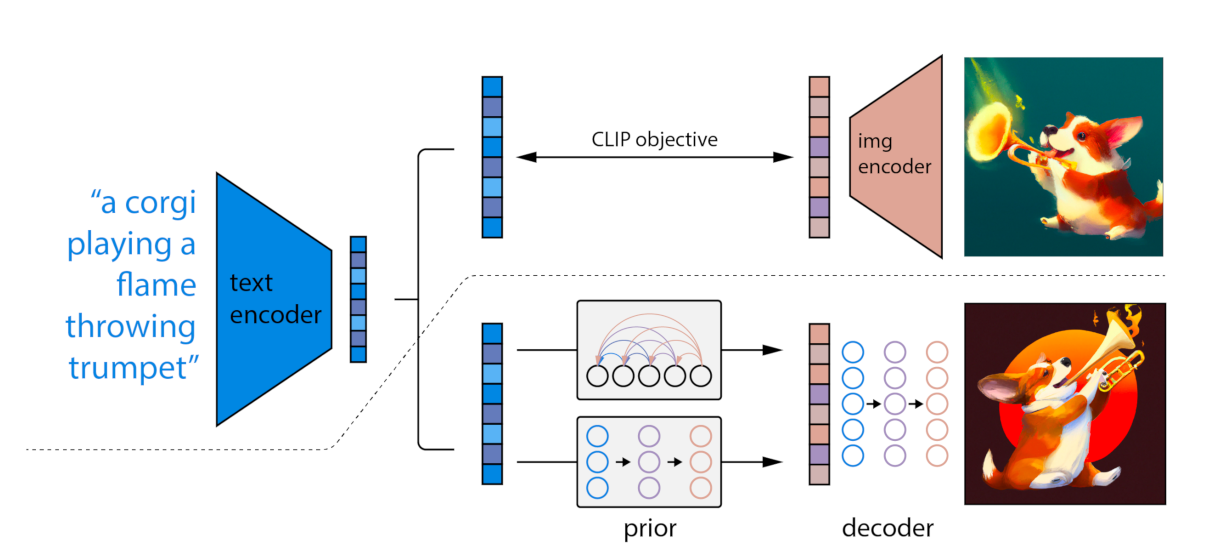 “a corgi
playing a
flame
throwing
trumpet”
text
encoder
CLIP objective
img
encoder
prior
decoder